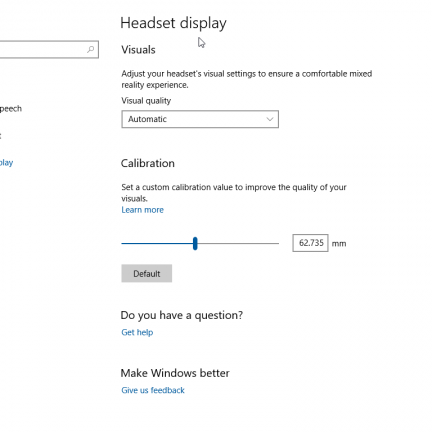 Headset display
Visuals
peech
Adjust your headset's visual settings to ensure a comfortable mixed
reality experience.
Visual quality
Automatic
play
Calibration
Set a custom calibration value to improve the quality of your
visuals.
Learn more
62.735 mm
Default
Do you have a question?
Get help
Make Windows better
Give us feedback